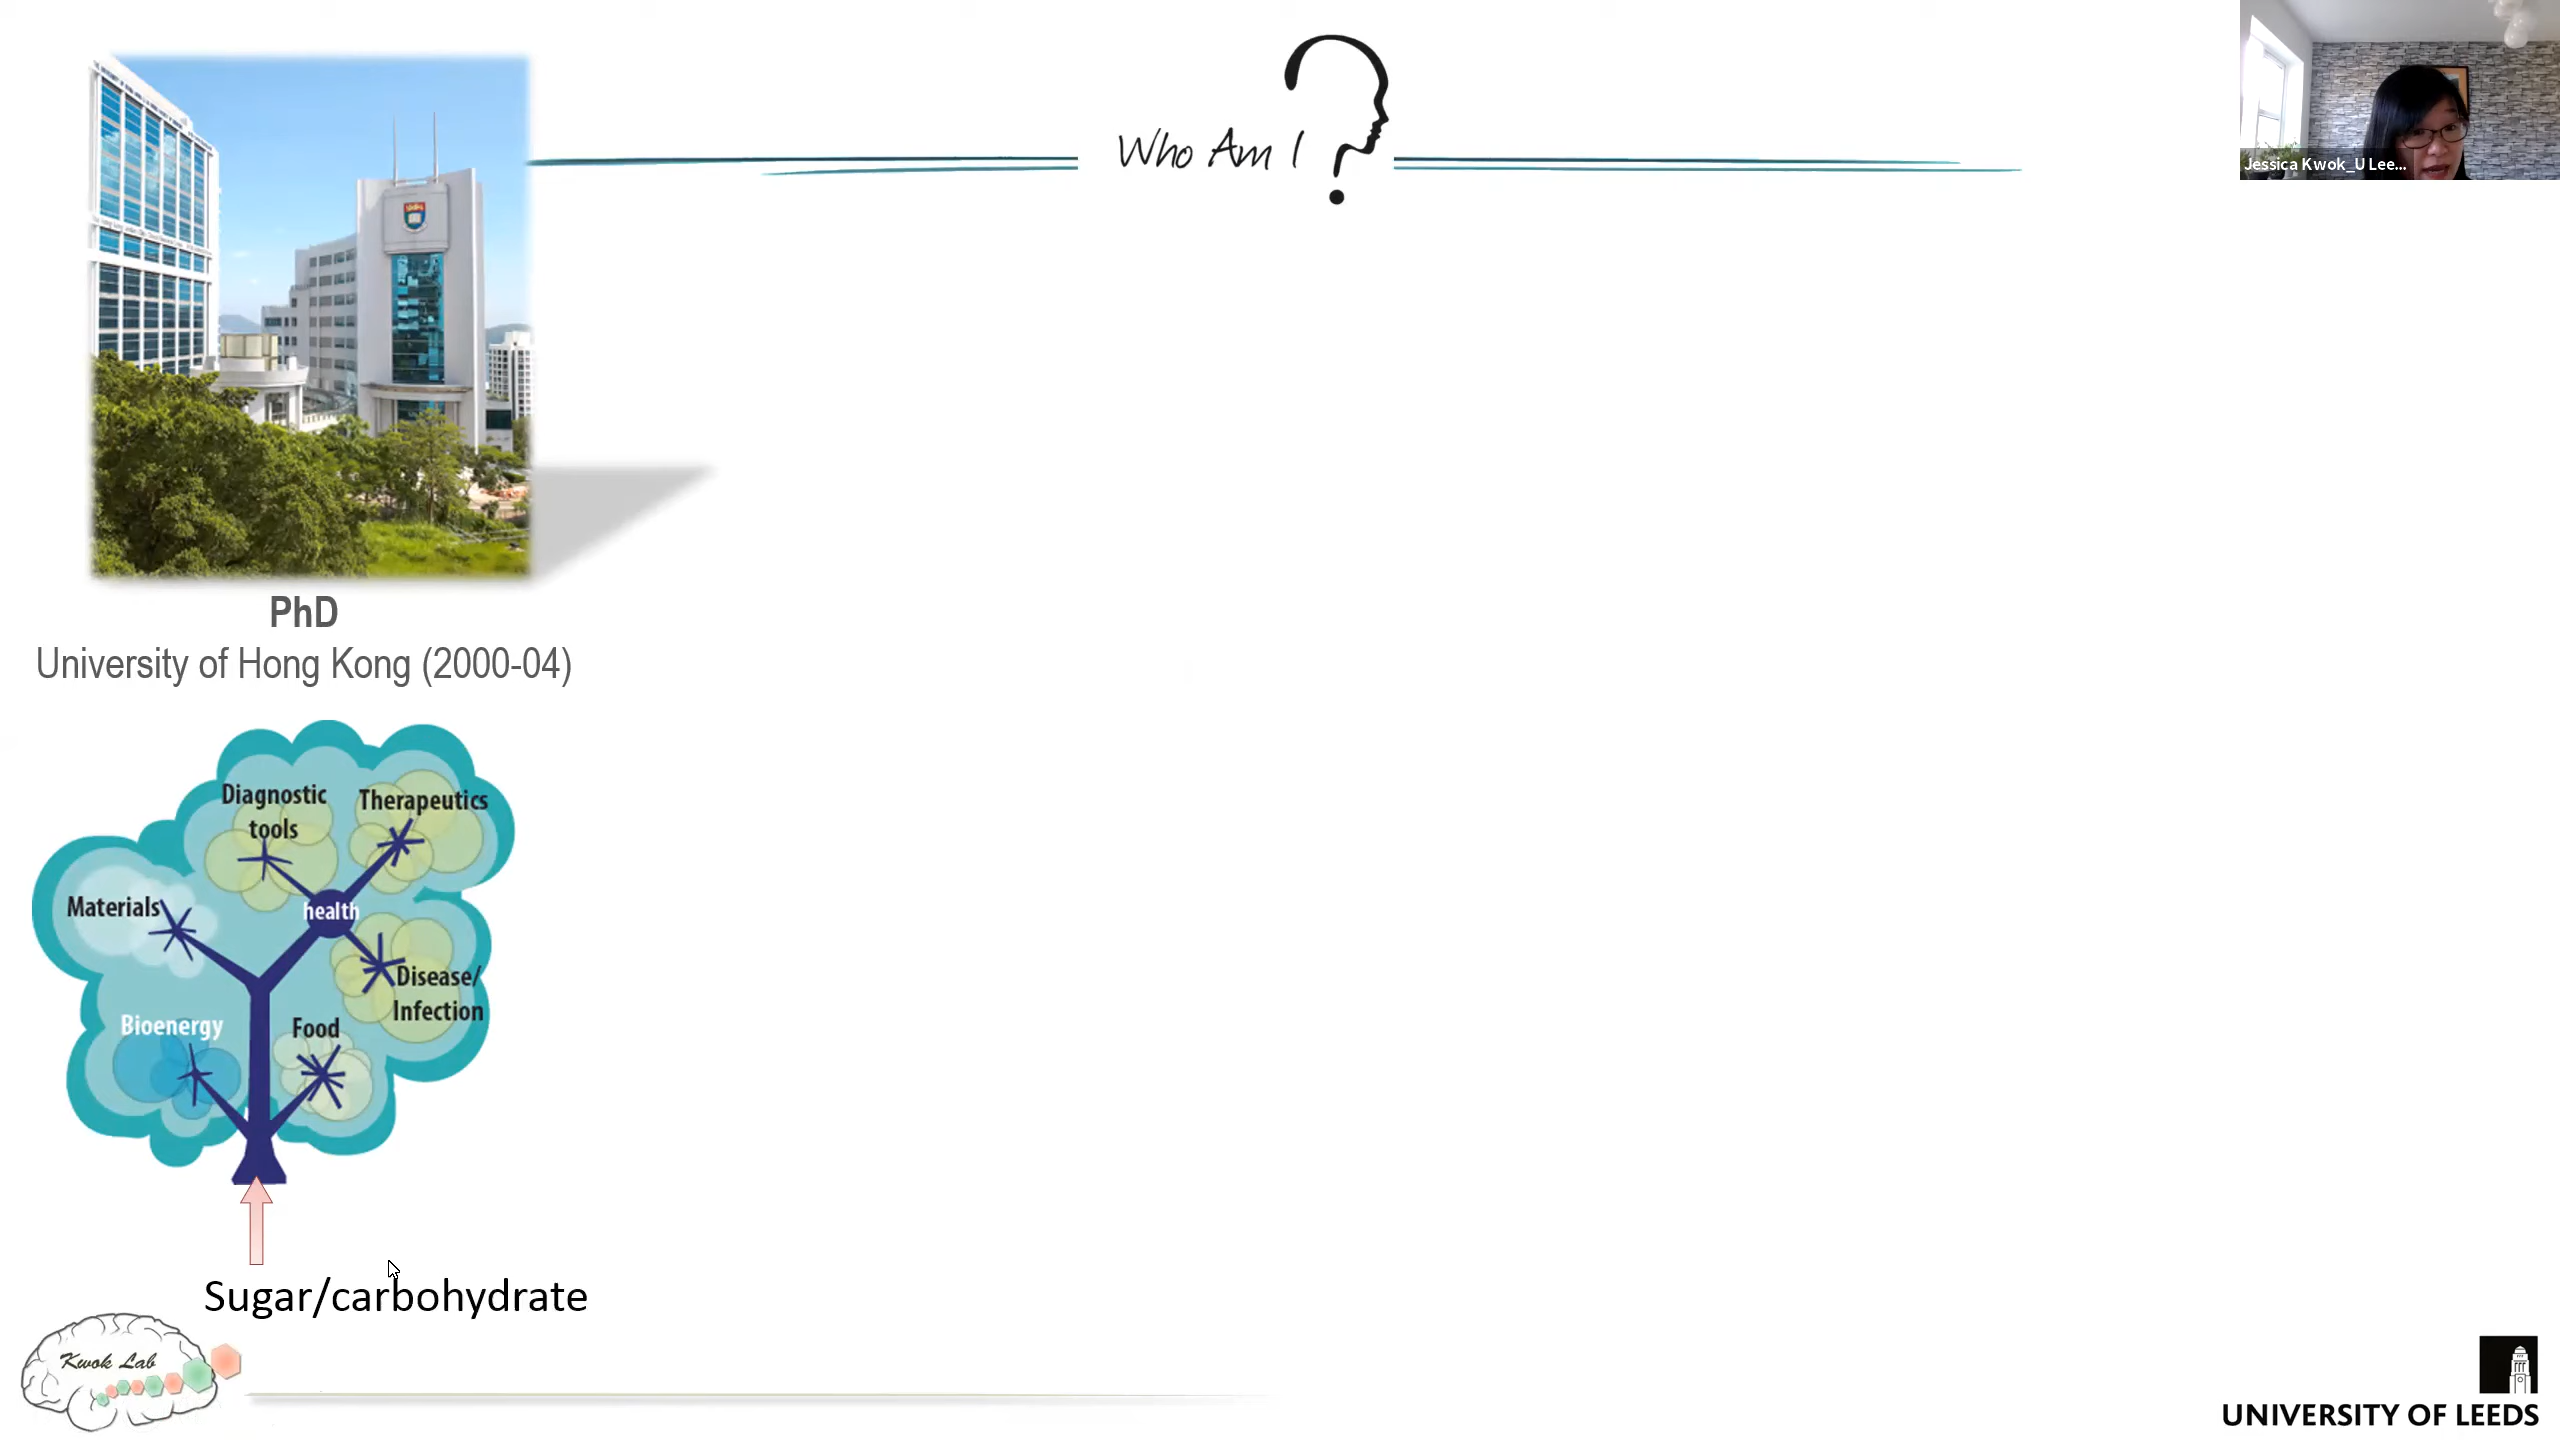 Who Am I ?
Jessica Kwok_U Lee...
PhD
University of Hong Kong (2000-04)
Diagnostic
tools
Therapeutics
Materials
health
Disease/
Infection
Bioenergy
Food
Sugar/carbohydrate
Kwok Lab
UNIVERSITY OF LEEDS